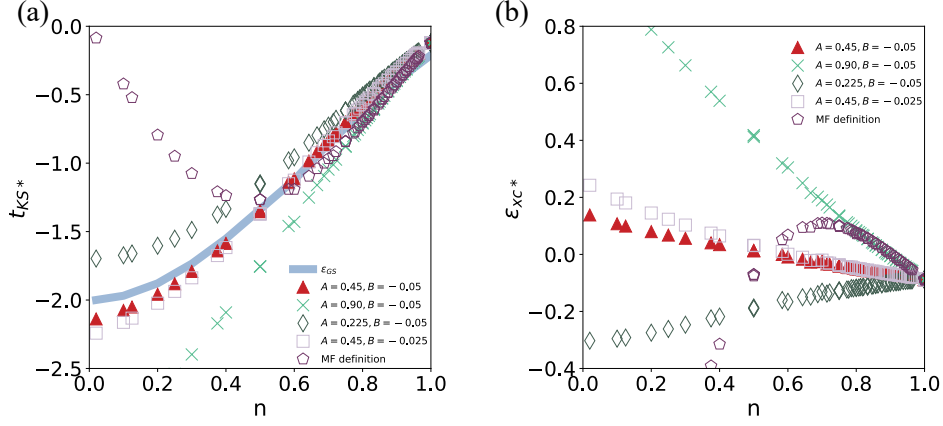 (a)
0.0
−0.5
−1.0
−1.5
−2.0
−2.5
t_{KS*}
ε_{GS}
A = 0.45, B = −0.05
A = 0.90, B = −0.05
A = 0.225, B = −0.05
A = 0.45, B = −0.025
MF definition
0.0 0.2 0.4 0.6 0.8 1.0
n
(b)
0.8
0.6
0.4
0.2
0.0
−0.2
−0.4
ε_{XC*}
A = 0.45, B = −0.05
A = 0.90, B = −0.05
A = 0.225, B = −0.05
A = 0.45, B = −0.025
MF definition
0.0 0.2 0.4 0.6 0.8 1.0
n